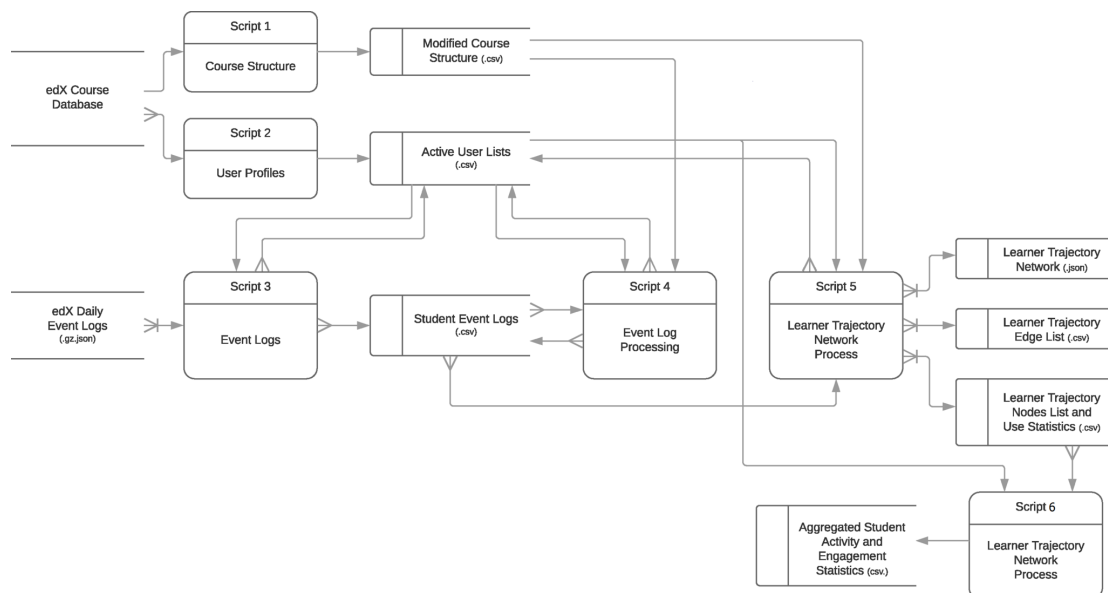 Script 1
Course Structure
Modified Course
Structure (.csv)
edX Course
Database
Script 2
User Profiles
Active User Lists
(.csv)
edX Daily
Event Logs
(.gz.json)
Script 3
Event Logs
Student Event Logs
(.csv)
Script 4
Event Log
Processing
Script 5
Learner Trajectory
Network
Process
Learner Trajectory
Network (.json)
Learner Trajectory
Edge List (.csv)
Learner Trajectory
Nodes List and
Use Statistics (.csv)
Script 6
Learner Trajectory
Network
Process
Aggregated Student
Activity and
Engagement
Statistics (csv.)